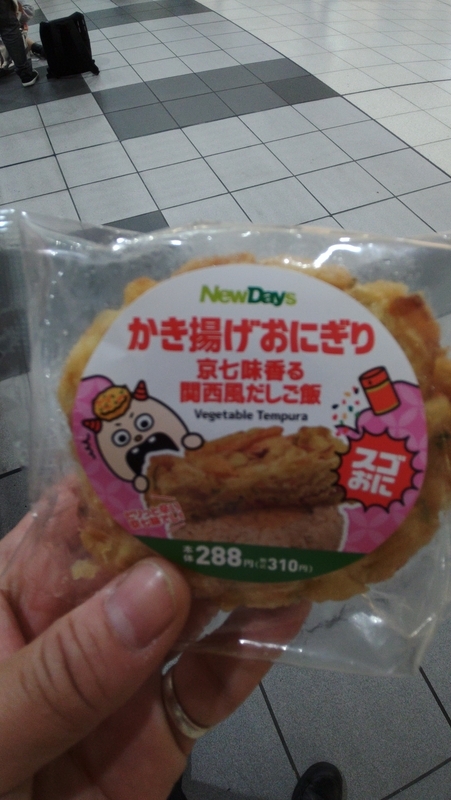 NewDays
かき揚げおにぎり
京七味香る
関西風だしご飯
Vegetable Tempura
スゴ
おに
本体288円(税込310円)